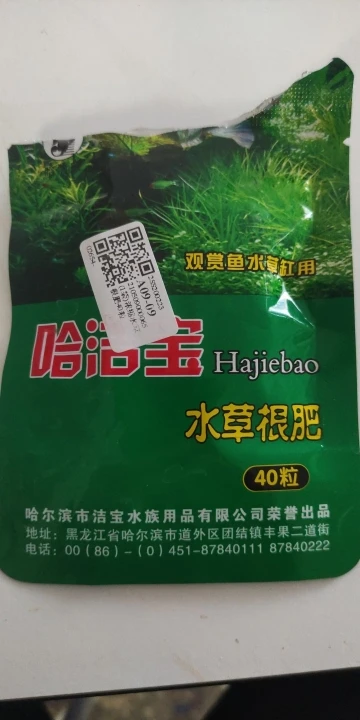 观赏鱼水草缸用
A09-09
哈洁宝 Hajiebao
水草根肥
40粒
哈尔滨市洁宝水族用品有限公司荣誉出品
地址：黑龙江省哈尔滨市道外区团结镇丰果二道街
电话：00(86)-(0)451-87840111 87840222